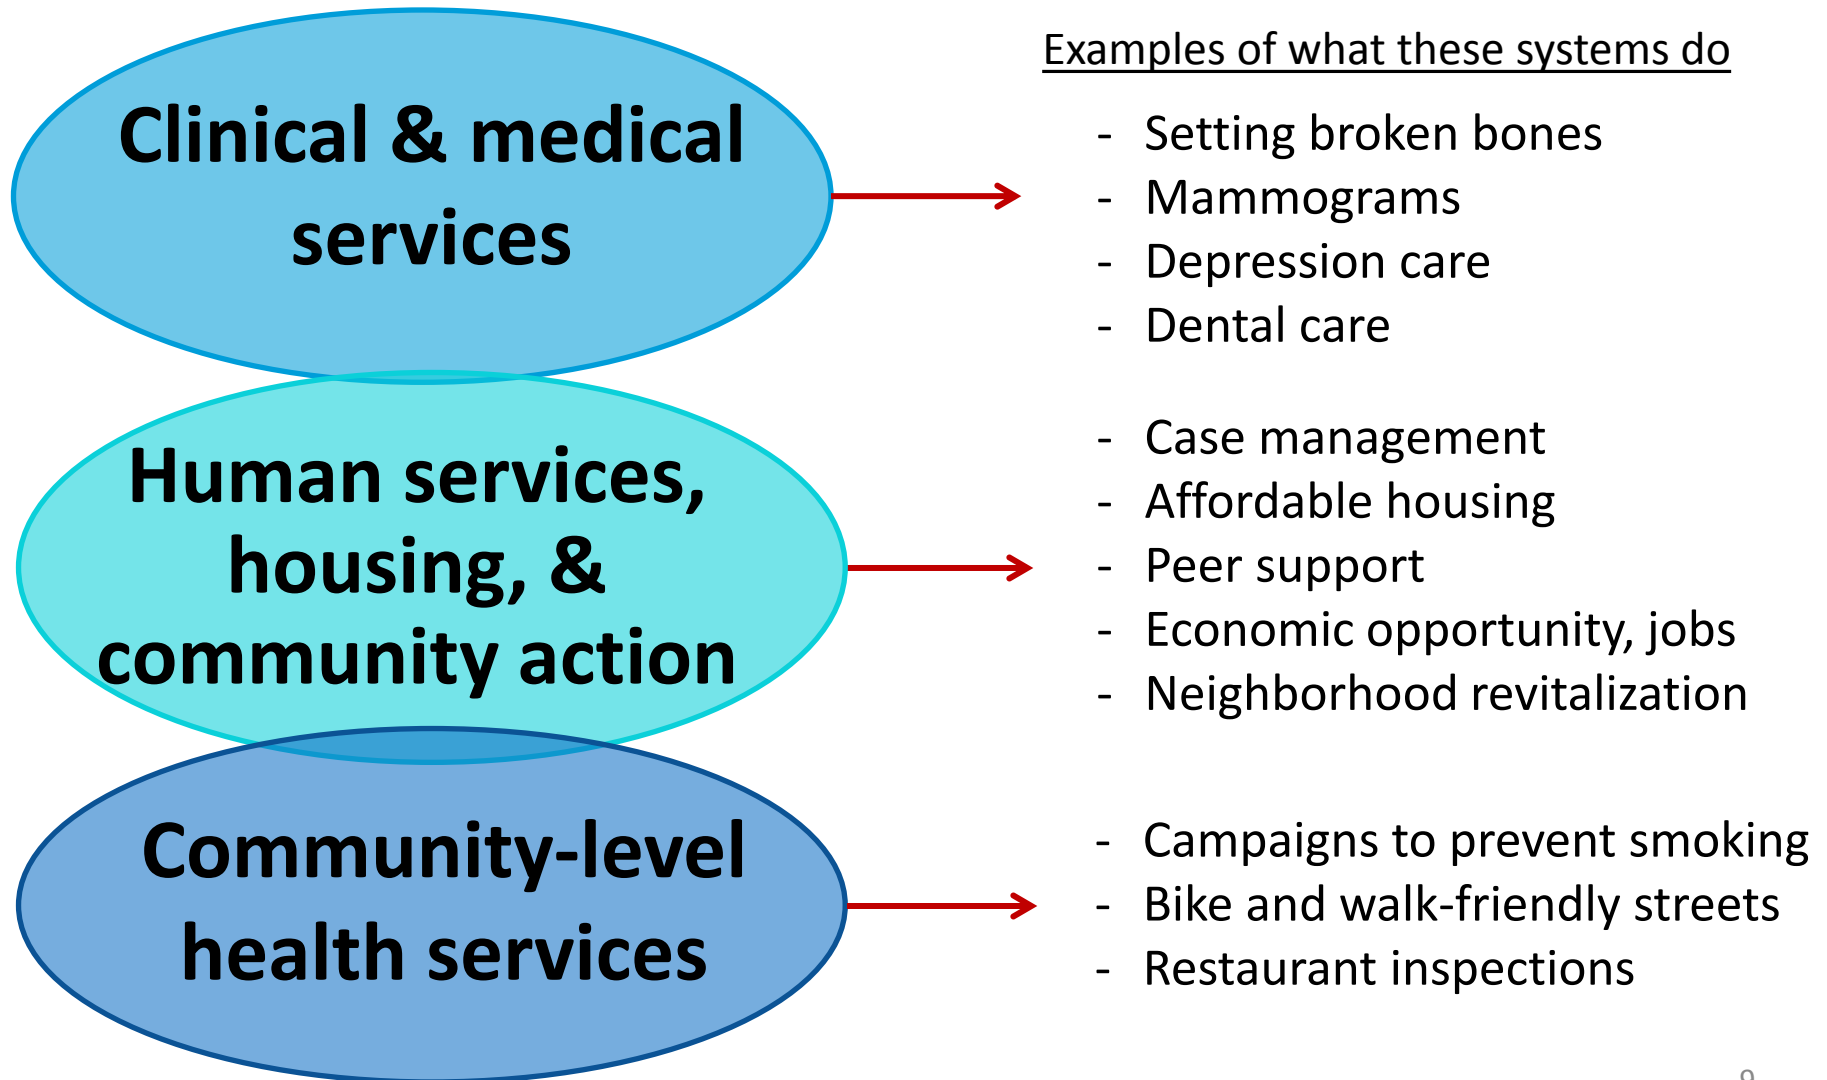 Examples of what these systems do
Clinical & medical
services
- Setting broken bones
- Mammograms
- Depression care
- Dental care
Human services,
housing, &
community action
- Case management
- Affordable housing
- Peer support
- Economic opportunity, jobs
- Neighborhood revitalization
Community-level
health services
- Campaigns to prevent smoking
- Bike and walk-friendly streets
- Restaurant inspections
9